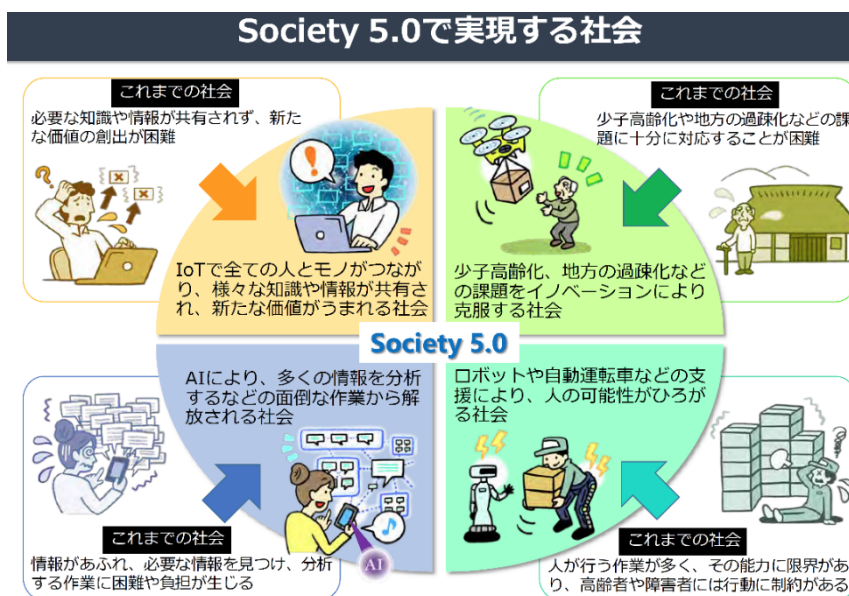 Society 5.0で実現する社会
これまでの社会
必要な知識や情報が共有されず、新た
な価値の創出が困難
これまでの社会
少子高齢化や地方の過疎化などの課
題に十分に対応することが困難
IoTで全ての人とモノがつなが
り、様々な知識や情報が共有さ
れ、新たな価値がうまれる社会
少子高齢化、地方の過疎化など
の課題をイノベーションにより
克服する社会
Society 5.0
AIにより、多くの情報を分析
するなどの面倒な作業から解
放される社会
ロボットや自動運転車などの支
援により、人の可能性がひろが
る社会
AI
これまでの社会
情報があふれ、必要な情報を見つけ、分析
する作業に困難や負担が生じる
これまでの社会
人が行う作業が多く、その能力に限界があ
り、高齢者や障害者には行動に制約がある